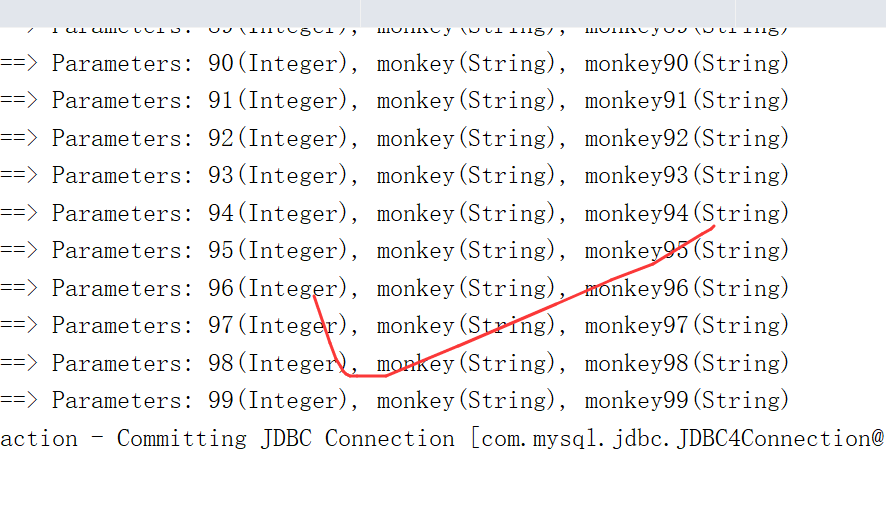 ==> Parameters: 89(Integer), monkey(String), monkey89(String)
==> Parameters: 90(Integer), monkey(String), monkey90(String)
==> Parameters: 91(Integer), monkey(String), monkey91(String)
==> Parameters: 92(Integer), monkey(String), monkey92(String)
==> Parameters: 93(Integer), monkey(String), monkey93(String)
==> Parameters: 94(Integer), monkey(String), monkey94(String)
==> Parameters: 95(Integer), monkey(String), monkey95(String)
==> Parameters: 96(Integer), monkey(String), monkey96(String)
==> Parameters: 97(Integer), monkey(String), monkey97(String)
==> Parameters: 98(Integer), monkey(String), monkey98(String)
==> Parameters: 99(Integer), monkey(String), monkey99(String)
action - Committing JDBC Connection [com.mysql.jdbc.JDBC4Connection@